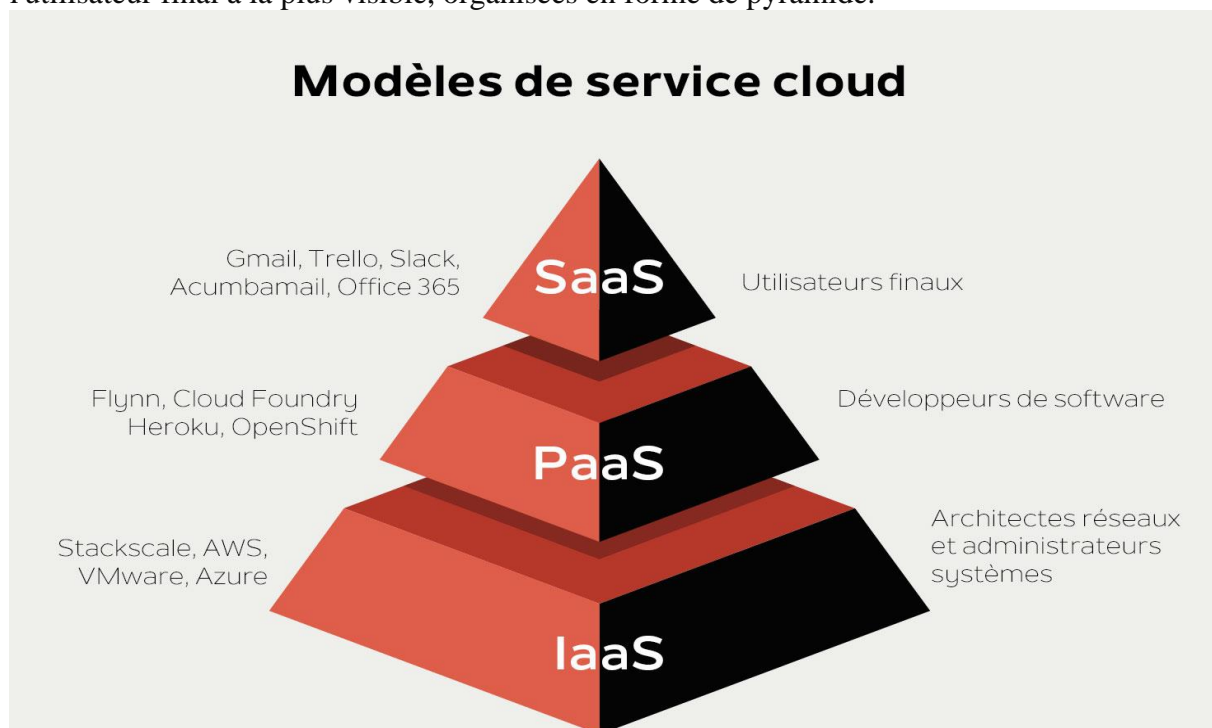 l'utilisateur final à la plus visible, organisées en forme de pyramide.
Modèles de service cloud
Gmail, Trello, Slack,
Acumbamail, Office 365
SaaS
Utilisateurs finaux
Flynn, Cloud Foundry
Heroku, OpenShift
PaaS
Développeurs de software
Stackscale, AWS,
VMware, Azure
IaaS
Architectes réseaux
et administrateurs
systèmes